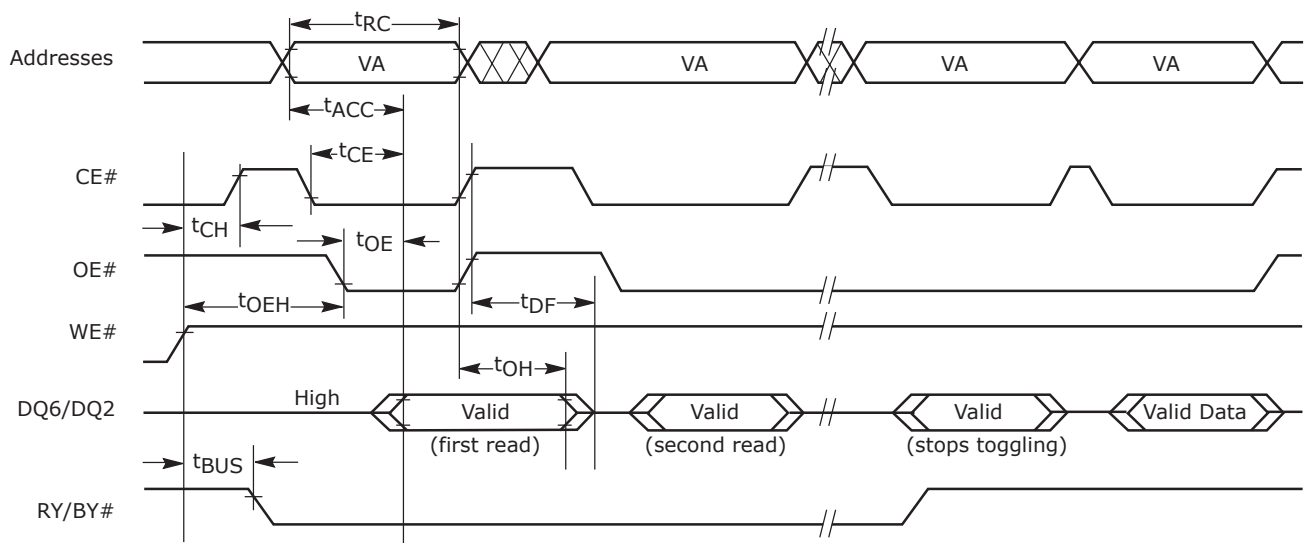 tRC
Addresses
VA
VA
VA
VA
tACC
tCE
CE#
tCH
tOE
OE#
tOEH
tDF
WE#
tOH
High
DQ6/DQ2
Valid
Valid
Valid
Valid Data
(first read)
(second read)
(stops toggling)
tBUS
RY/BY#